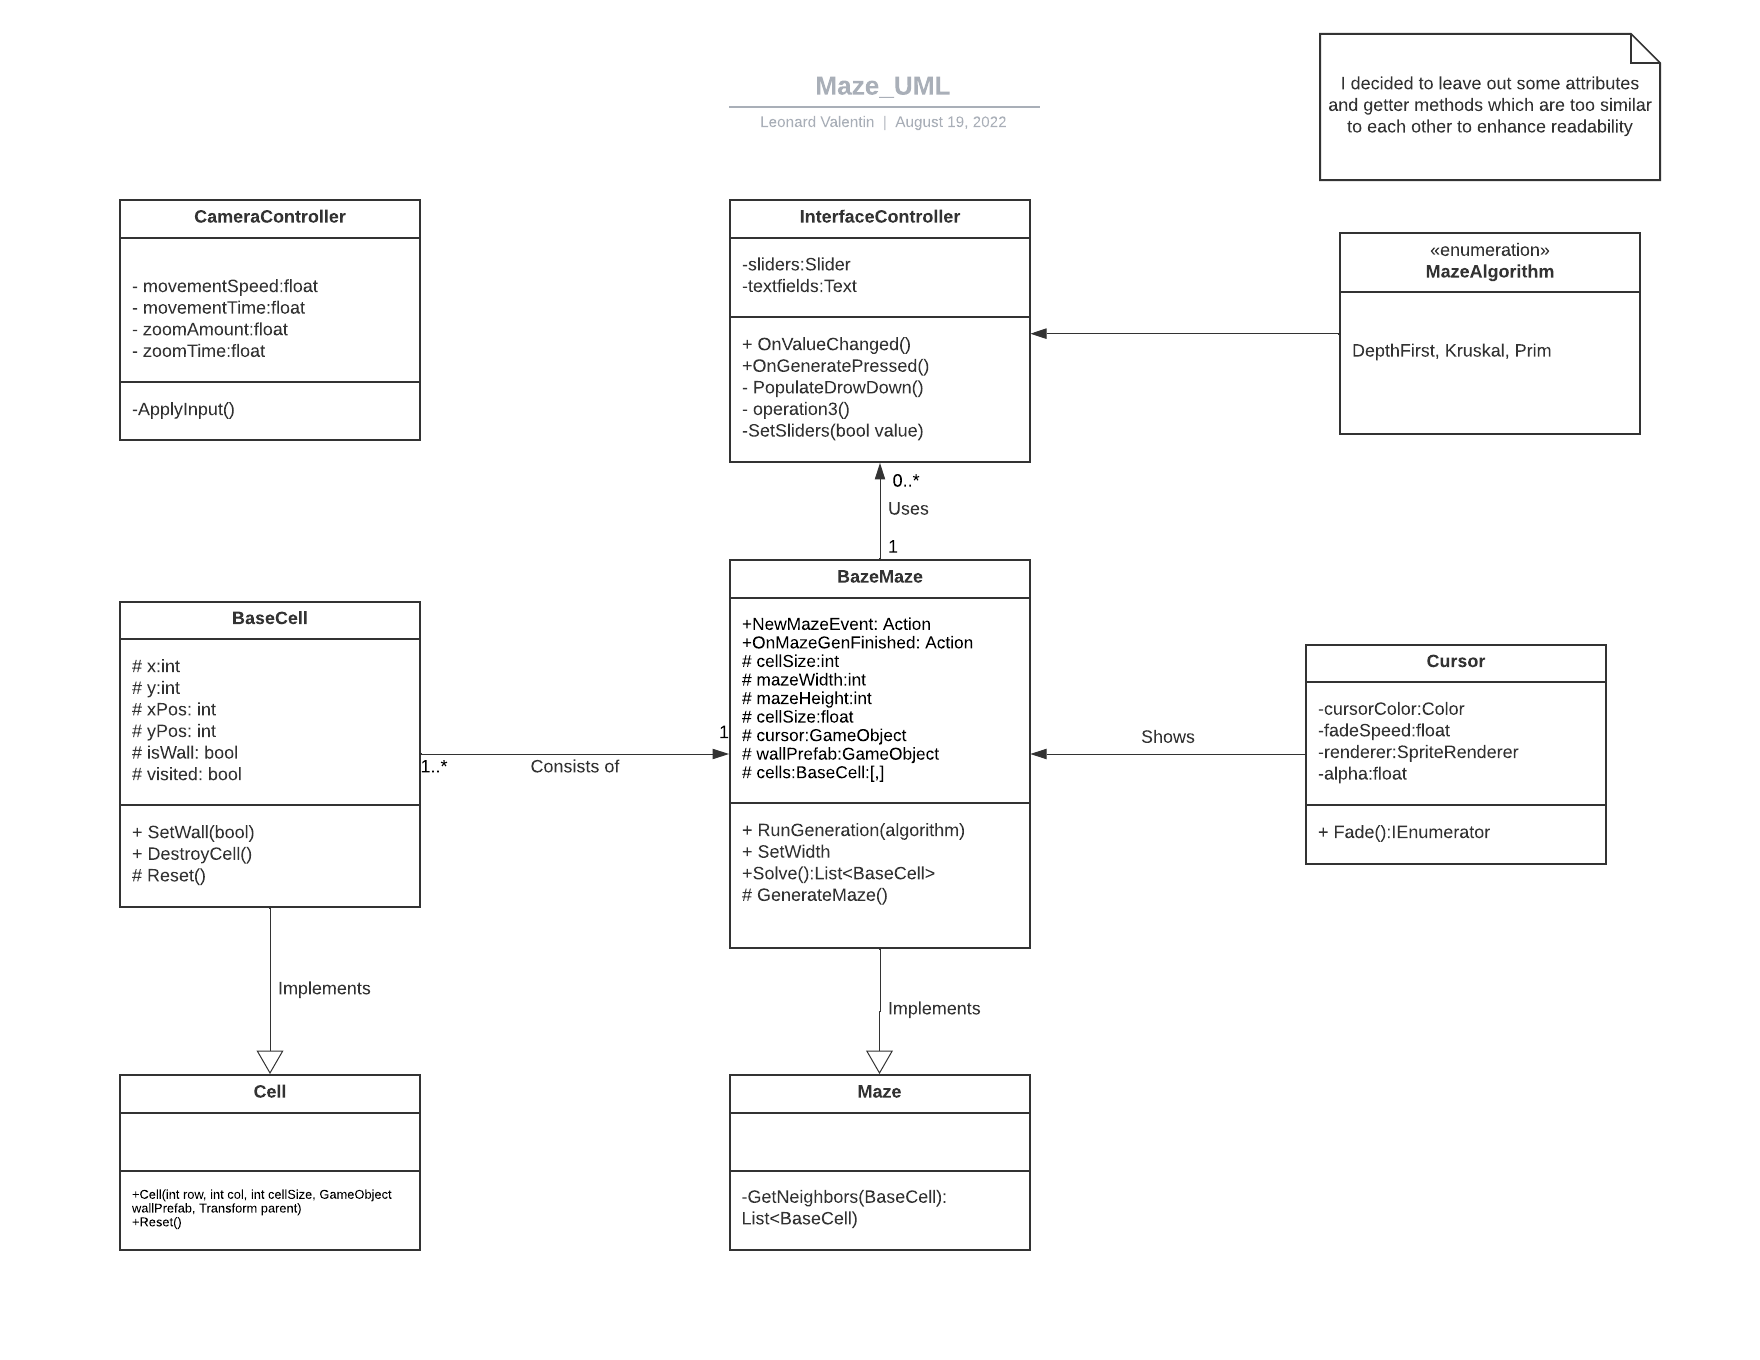 Maze_UML
Leonard Valentin | August 19, 2022
I decided to leave out some attributes
and getter methods which are too similar
to each other to enhance readability
CameraController
- movementSpeed:float
- movementTime:float
- zoomAmount:float
- zoomTime:float
-ApplyInput()
InterfaceController
-sliders:Slider
-textfields:Text
+ OnValueChanged()
+OnGeneratePressed()
- PopulateDrowDown()
- operation3()
-SetSliders(bool value)
«enumeration»
MazeAlgorithm
DepthFirst, Kruskal, Prim
0..*
Uses
1
BaseCell
# x:int
# y:int
# xPos: int
# yPos: int
# isWall: bool
# visited: bool
+ SetWall(bool)
+ DestroyCell()
# Reset()
1..*
Consists of
1
BazeMaze
+NewMazeEvent: Action
+OnMazeGenFinished: Action
# cellSize:int
# mazeWidth:int
# mazeHeight:int
# cellSize:float
# cursor:GameObject
# wallPrefab:GameObject
# cells:BaseCell:[,]
+ RunGeneration(algorithm)
+ SetWidth
+Solve():List<BaseCell>
# GenerateMaze()
Shows
Cursor
-cursorColor:Color
-fadeSpeed:float
-renderer:SpriteRenderer
-alpha:float
+ Fade():IEnumerator
Implements
Implements
Cell
+Cell(int row, int col, int cellSize, GameObject
wallPrefab, Transform parent)
+Reset()
Maze
-GetNeighbors(BaseCell):
List<BaseCell)